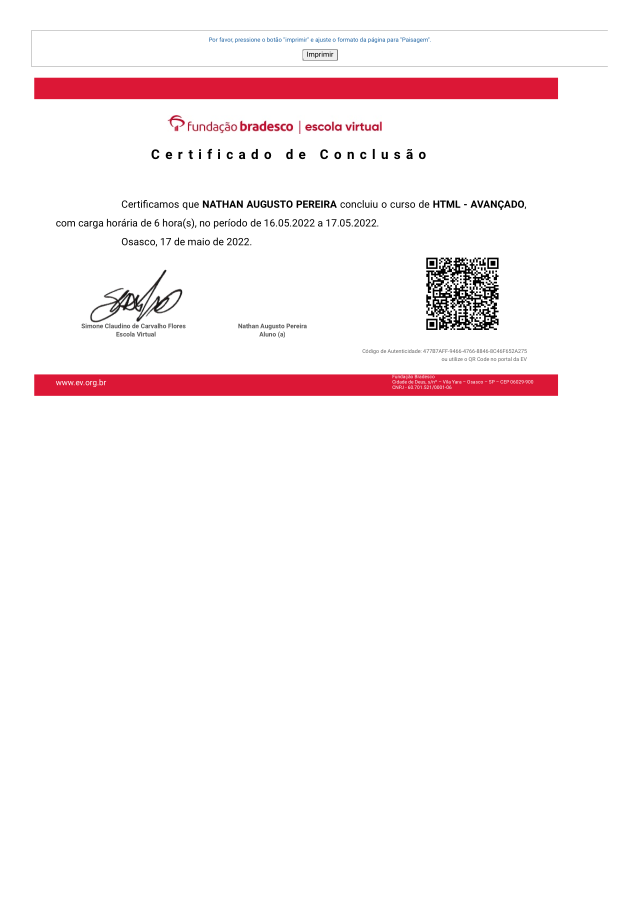 Por favor, pressione o botão "imprimir" e ajuste o formato da página para "Paisagem".
Imprimir
fundação bradesco | escola virtual
Certificado de Conclusão
Certificamos que NATHAN AUGUSTO PEREIRA concluiu o curso de HTML - AVANÇADO,
com carga horária de 6 hora(s), no período de 16.05.2022 a 17.05.2022.
Osasco, 17 de maio de 2022.
Simone Claudino de Carvalho Flores
Escola Virtual
Nathan Augusto Pereira
Aluno (a)
Código de Autenticidade: 477B7AFF-9466-4766-8846-8C46F652A275
ou utilize o QR Code no portal da EV
www.ev.org.br
Fundação Bradesco
Cidade de Deus, s/nº – Vila Yara – Osasco – SP – CEP 06029-900
CNPJ - 60.701.521/0001-06